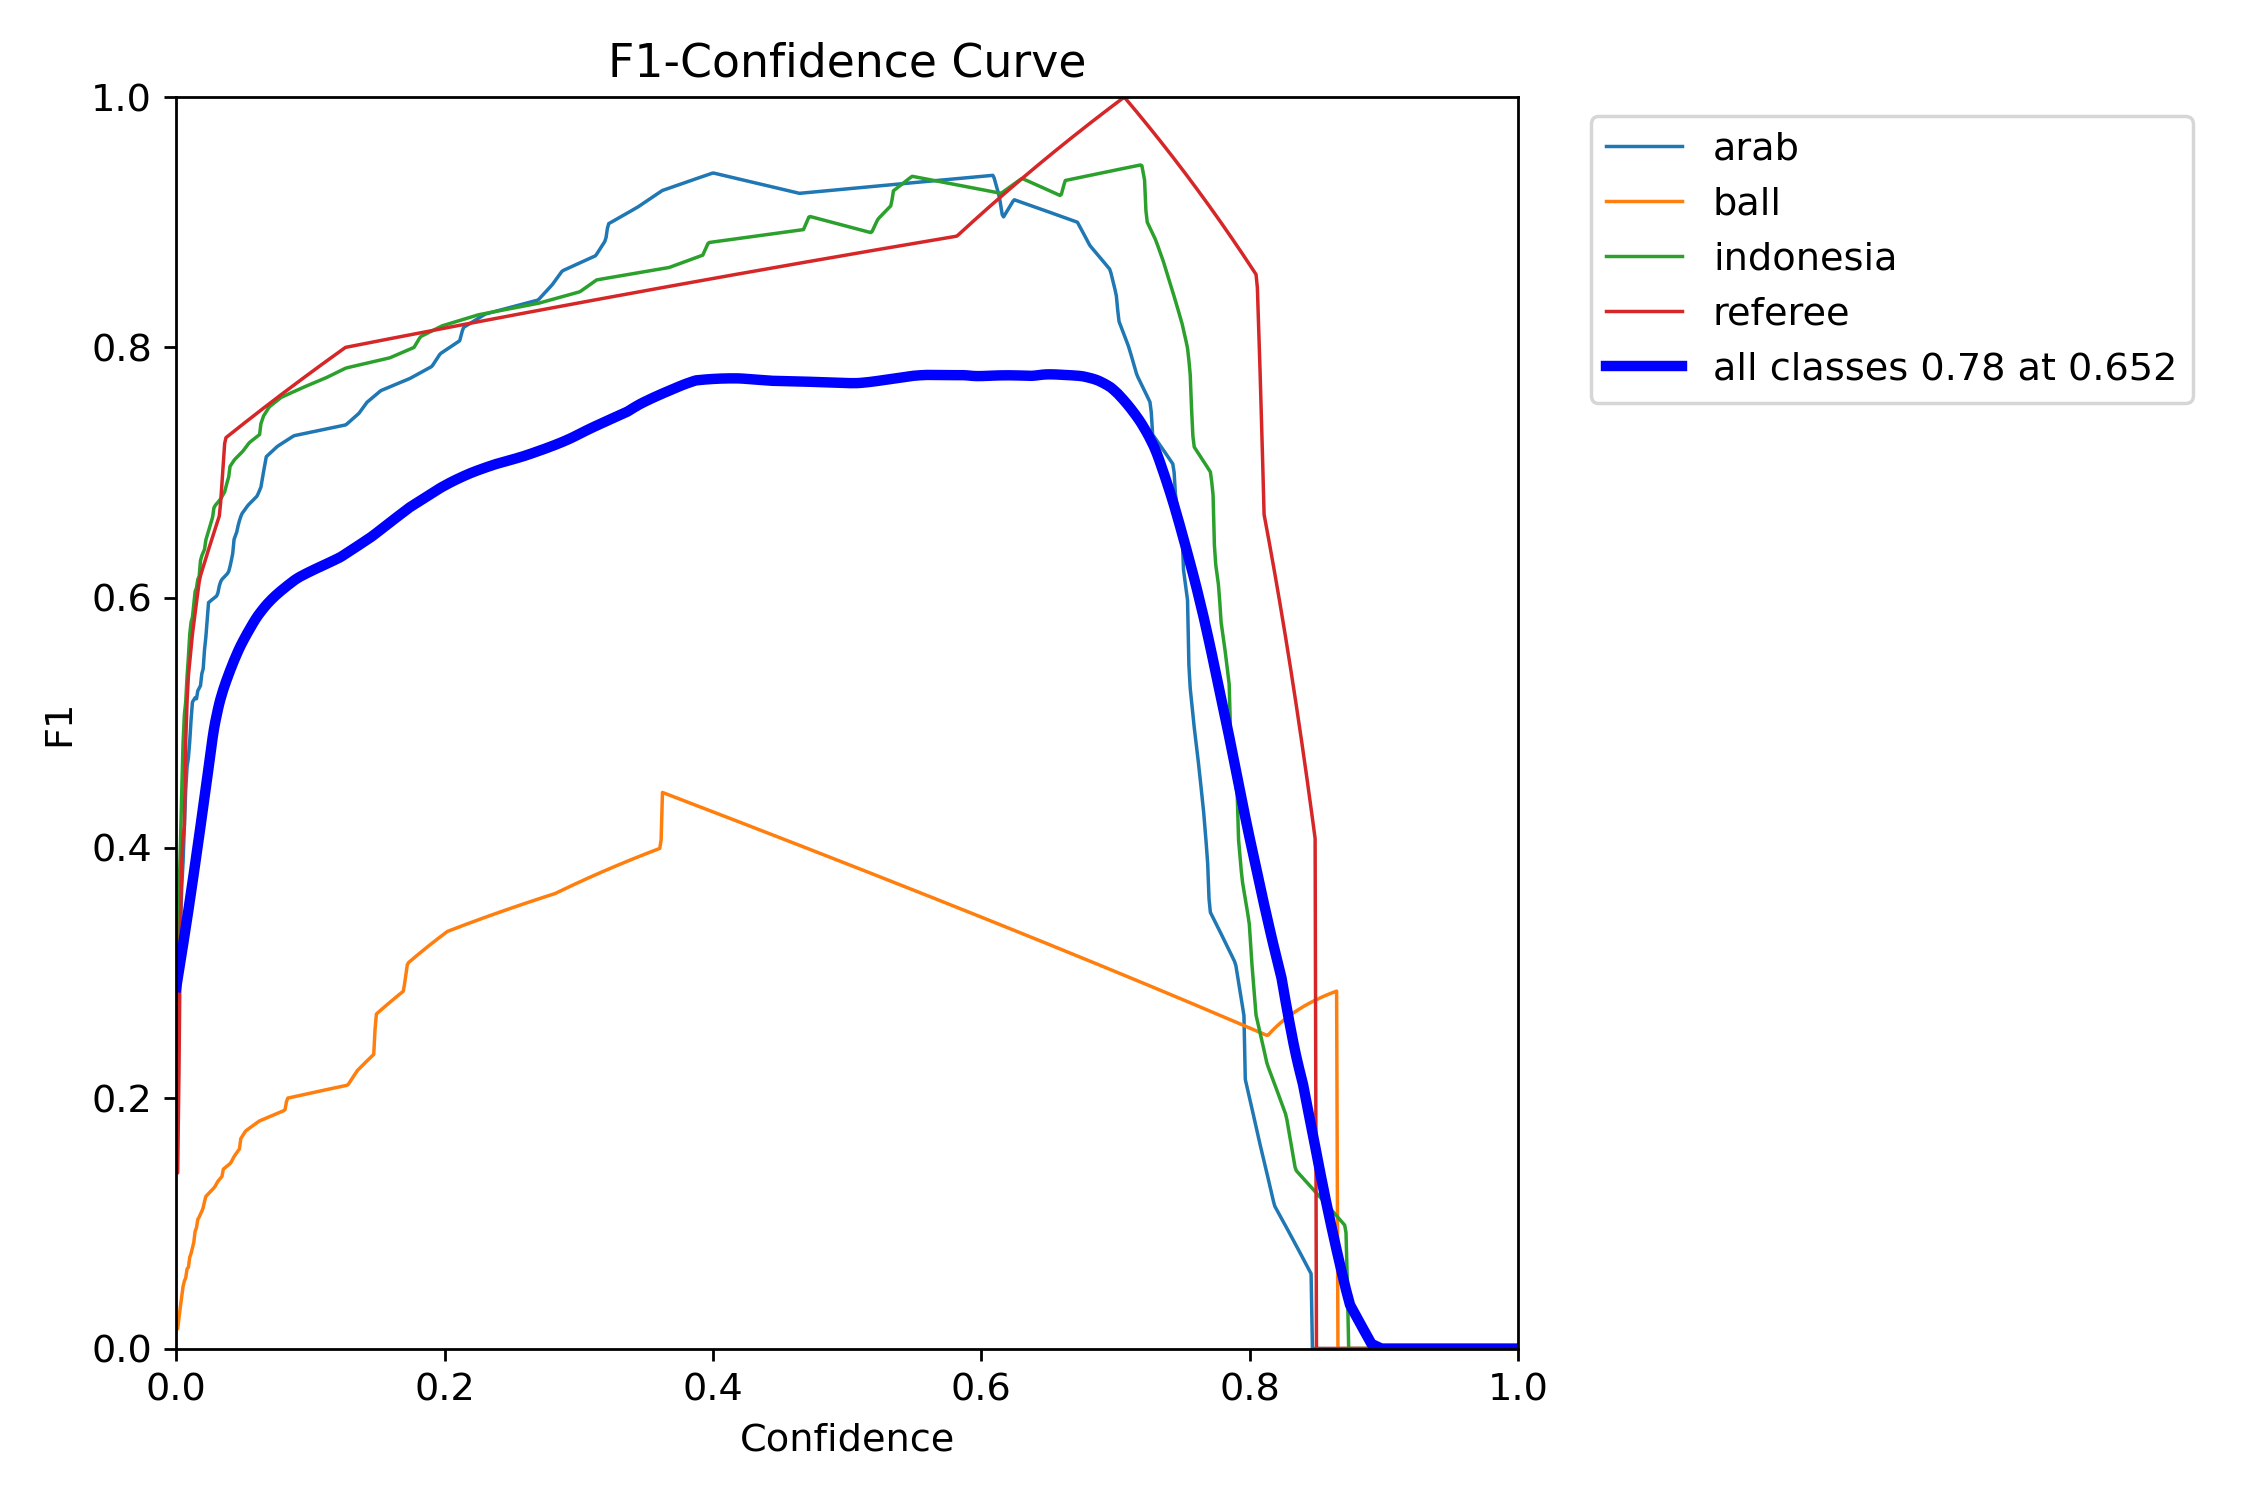 F1-Confidence Curve
1.0
0.8
0.6
0.4
0.2
0.0
F1
0.0 0.2 0.4 0.6 0.8 1.0
Confidence
arab
ball
indonesia
referee
all classes 0.78 at 0.652